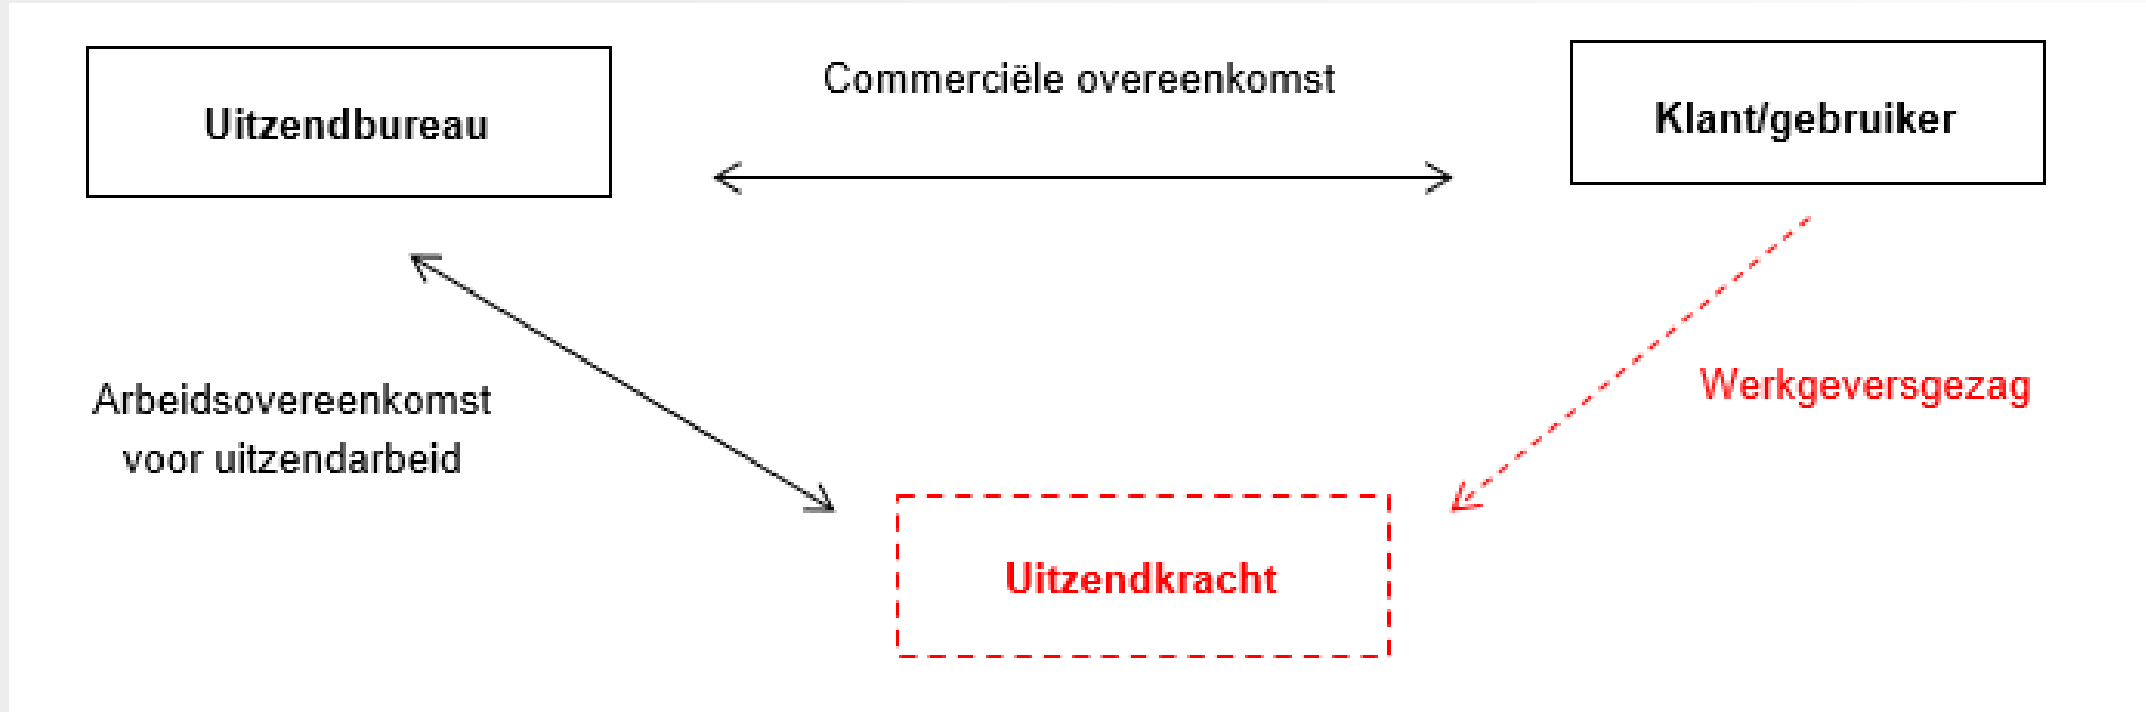 Commerciële overeenkomst
Uitzendbureau
Klant/gebruiker
Arbeidsovereenkomst
voor uitzendarbeid
Werkgeversgezag
Uitzendkracht